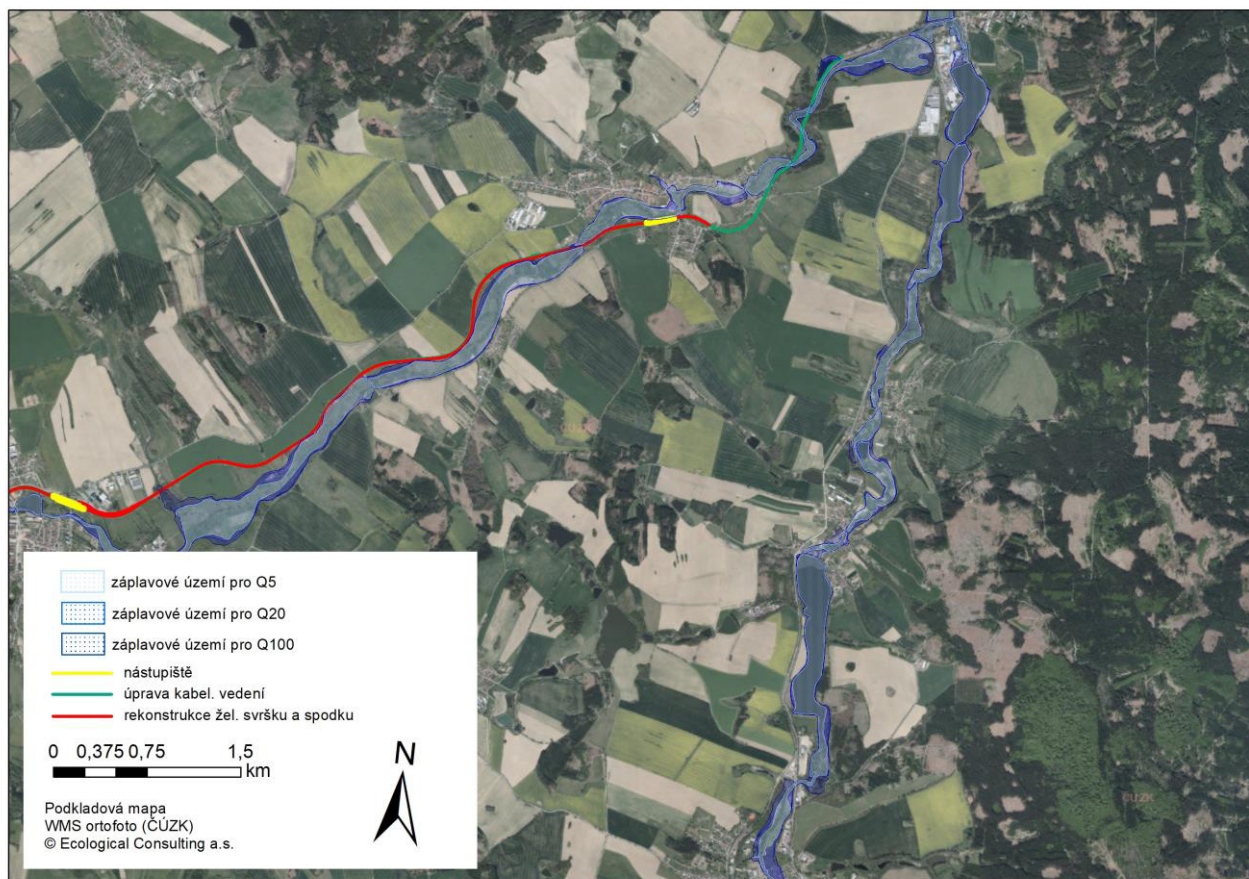 záplavové území pro Q5
záplavové území pro Q20
záplavové území pro Q100
nástupiště
úprava kabel. vedení
rekonstrukce žel. svršku a spodku
0 0,375 0,75 1,5
km
N
Podkladová mapa
WMS ortofoto (ČÚZK)
© Ecological Consulting a.s.
ČÚZK